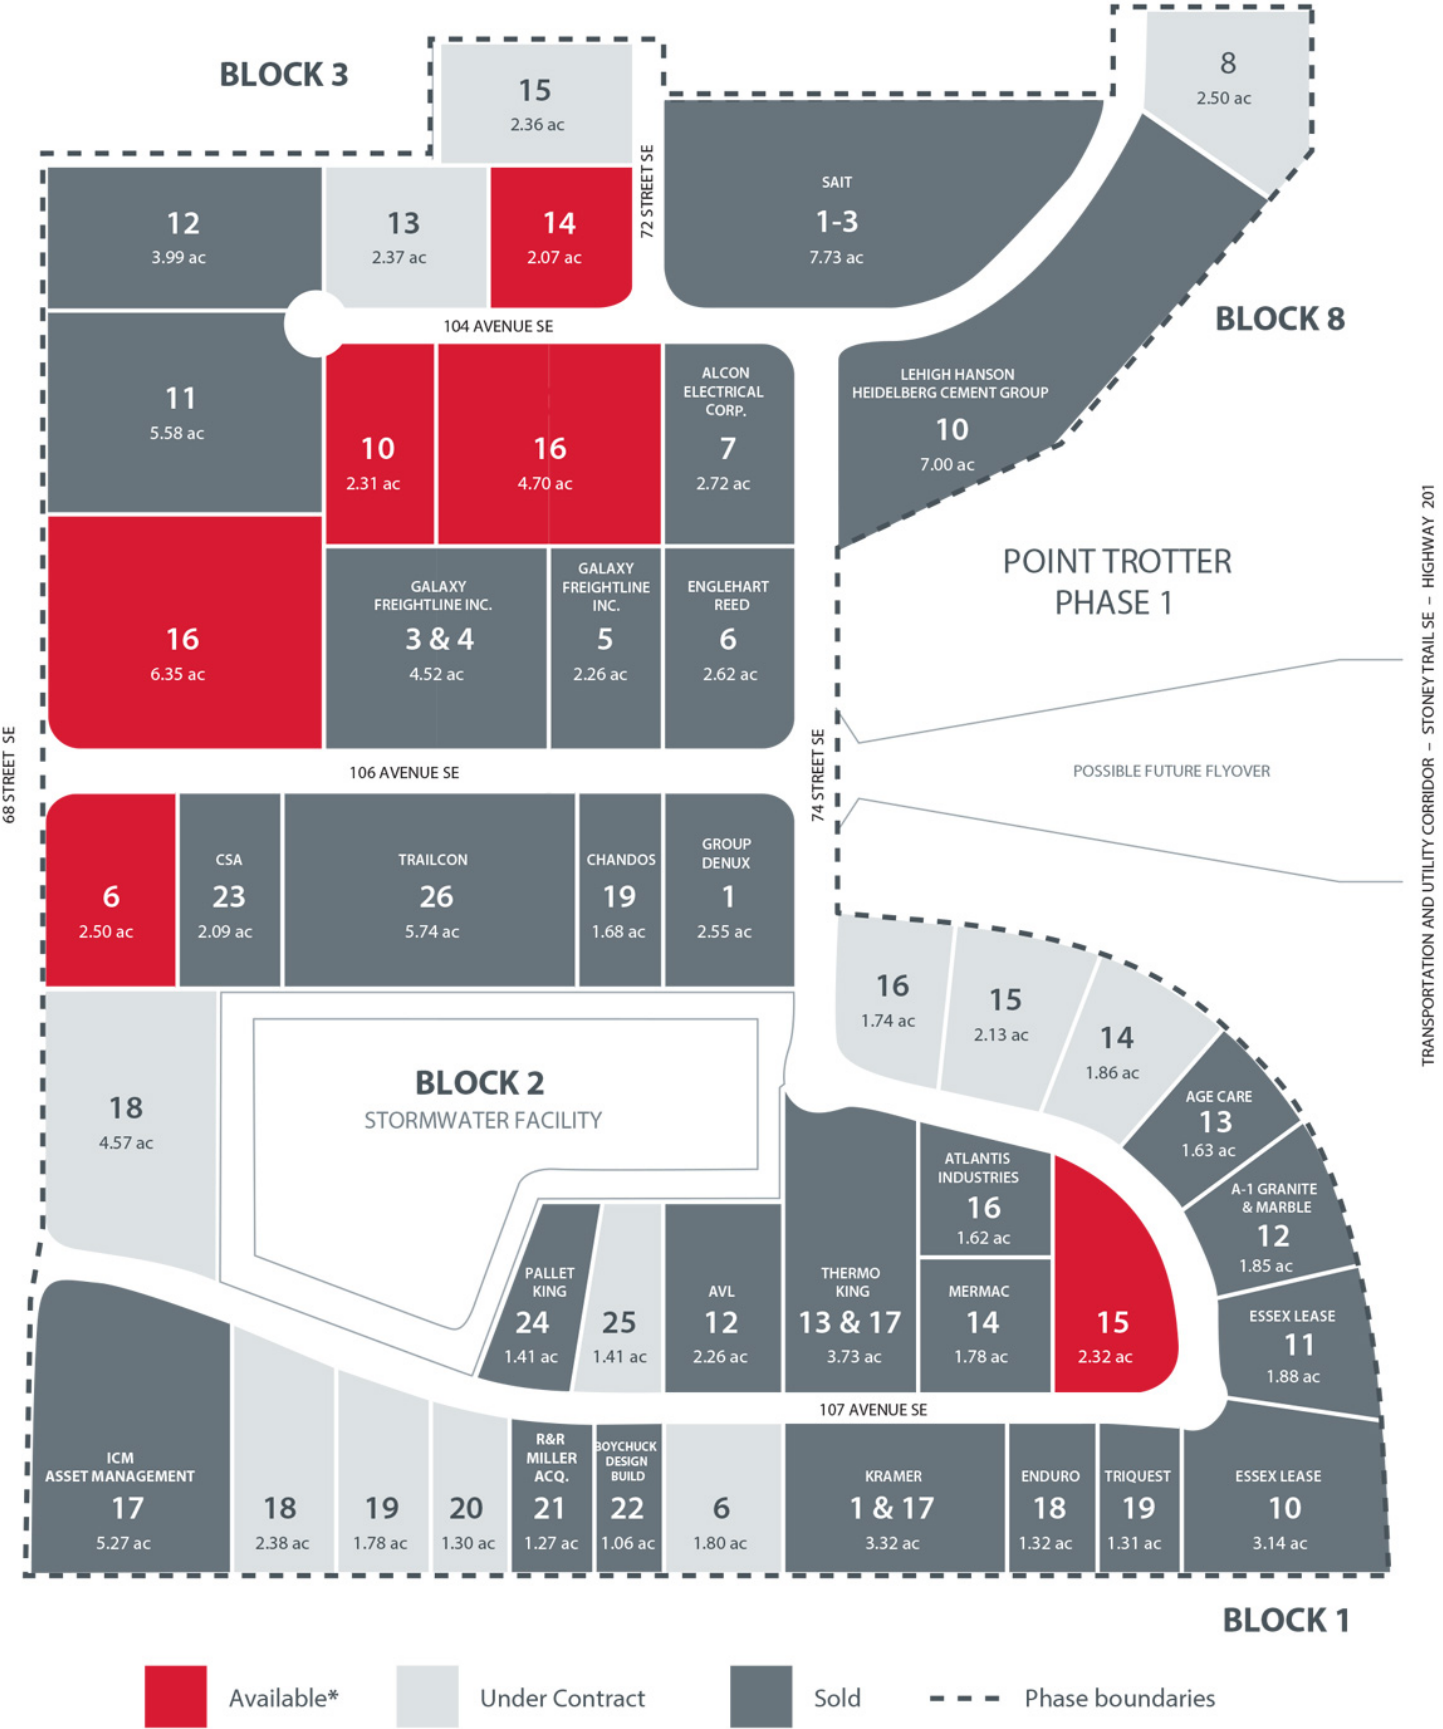 BLOCK 3
15
2.36 ac
8
2.50 ac
72 STREET SE
12
3.99 ac
13
2.37 ac
14
2.07 ac
SAIT
1-3
7.73 ac
104 AVENUE SE
BLOCK 8
11
5.58 ac
10
2.31 ac
16
4.70 ac
ALCON
ELECTRICAL
CORP.
7
2.72 ac
LEHIGH HANSON
HEIDELBERG CEMENT GROUP
10
7.00 ac
16
6.35 ac
GALAXY
FREIGHTLINE INC.
3 & 4
4.52 ac
GALAXY
FREIGHTLINE
INC.
5
2.26 ac
ENGLEHART
REED
6
2.62 ac
POINT TROTTER
PHASE 1
TRANSPORTATION AND UTILITY CORRIDOR – STONEY TRAIL SE – HIGHWAY 201
68 STREET SE
106 AVENUE SE
74 STREET SE
POSSIBLE FUTURE FLYOVER
6
2.50 ac
CSA
23
2.09 ac
TRAILCON
26
5.74 ac
CHANDOS
19
1.68 ac
GROUP
DENUX
1
2.55 ac
16
1.74 ac
15
2.13 ac
14
1.86 ac
AGE CARE
13
1.63 ac
A-1 GRANITE
& MARBLE
12
1.85 ac
ESSEX LEASE
11
1.88 ac
18
4.57 ac
BLOCK 2
STORMWATER FACILITY
PALLET
KING
24
1.41 ac
25
1.41 ac
AVL
12
2.26 ac
THERMO
KING
13 & 17
3.73 ac
ATLANTIS
INDUSTRIES
16
1.62 ac
MERMAC
14
1.78 ac
15
2.32 ac
107 AVENUE SE
ICM
ASSET MANAGEMENT
17
5.27 ac
18
2.38 ac
19
1.78 ac
20
1.30 ac
R&R
MILLER
ACQ.
21
1.27 ac
BOYCHUCK
DESIGN
BUILD
22
1.06 ac
6
1.80 ac
KRAMER
1 & 17
3.32 ac
ENDURO
18
1.32 ac
TRIQUEST
19
1.31 ac
ESSEX LEASE
10
3.14 ac
BLOCK 1
Available*
Under Contract
Sold
Phase boundaries